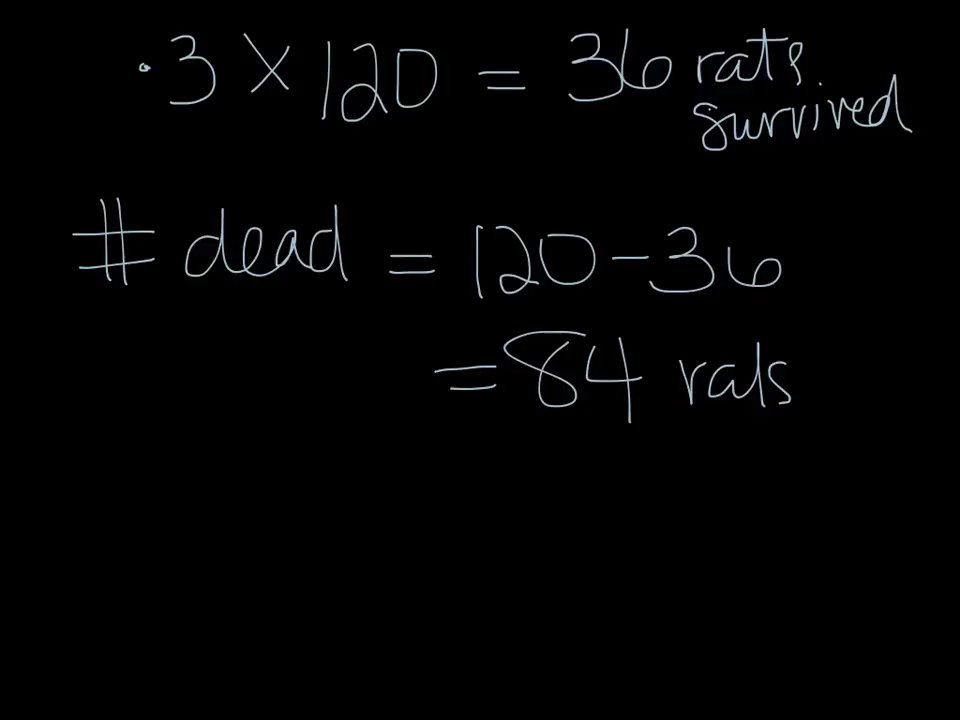 .3 × 120 = 36 rats
survived
# dead = 120 - 36
= 84 rats